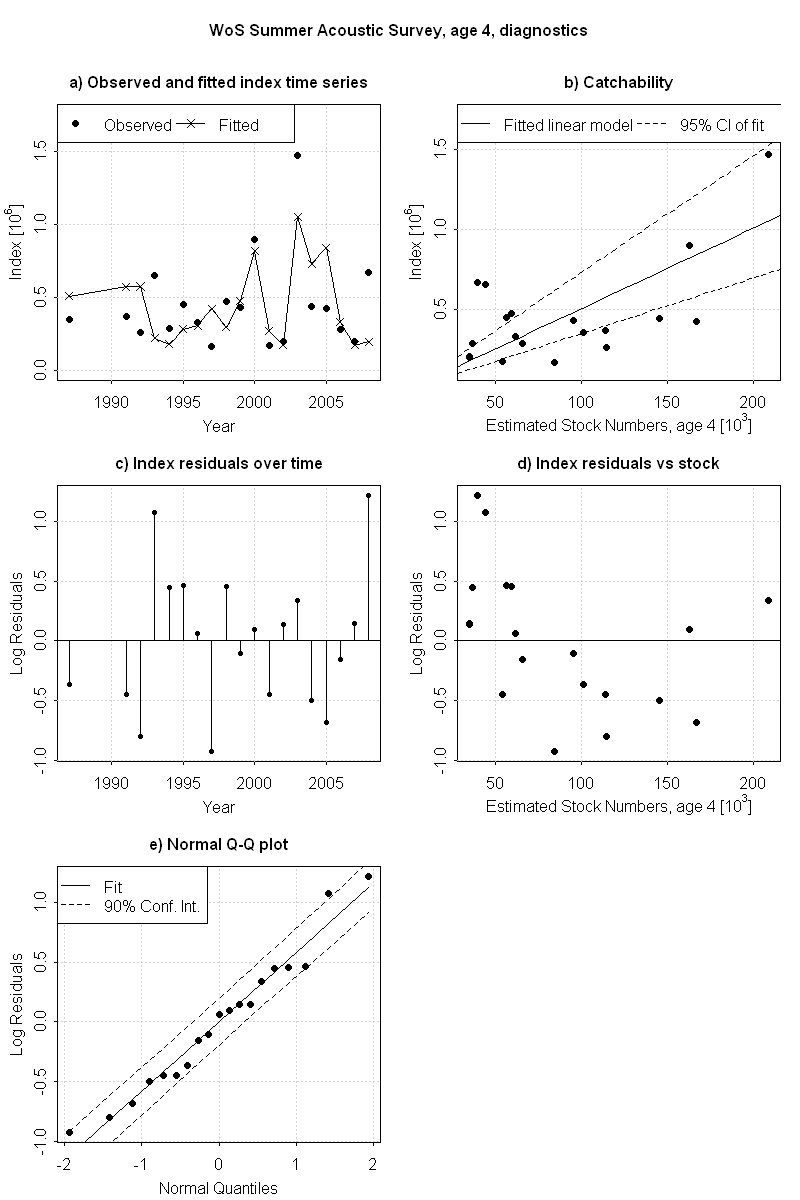 WoS Summer Acoustic Survey, age 4, diagnostics
a) Observed and fitted index time series
Observed Fitted
Index [10^6]
0.0 0.5 1.0 1.5
1990 1995 2000 2005
Year
b) Catchability
Fitted linear model 95% CI of fit
Index [10^6]
0.5 1.0 1.5
50 100 150 200
Estimated Stock Numbers, age 4 [10^3]
c) Index residuals over time
Log Residuals
-1.0 -0.5 0.0 0.5 1.0
1990 1995 2000 2005
Year
d) Index residuals vs stock
Log Residuals
-1.0 -0.5 0.0 0.5 1.0
50 100 150 200
Estimated Stock Numbers, age 4 [10^3]
e) Normal Q-Q plot
Fit
90% Conf. Int.
Log Residuals
-1.0 -0.5 0.0 0.5 1.0
-2 -1 0 1 2
Normal Quantiles